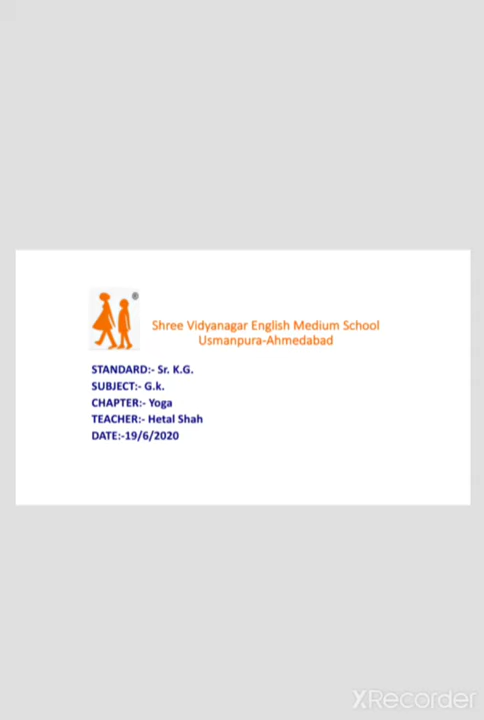 ®
Shree Vidyanagar English Medium School
Usmanpura-Ahmedabad
STANDARD:- Sr. K.G.
SUBJECT:- G.k.
CHAPTER:- Yoga
TEACHER:- Hetal Shah
DATE:-19/6/2020
XRecorder